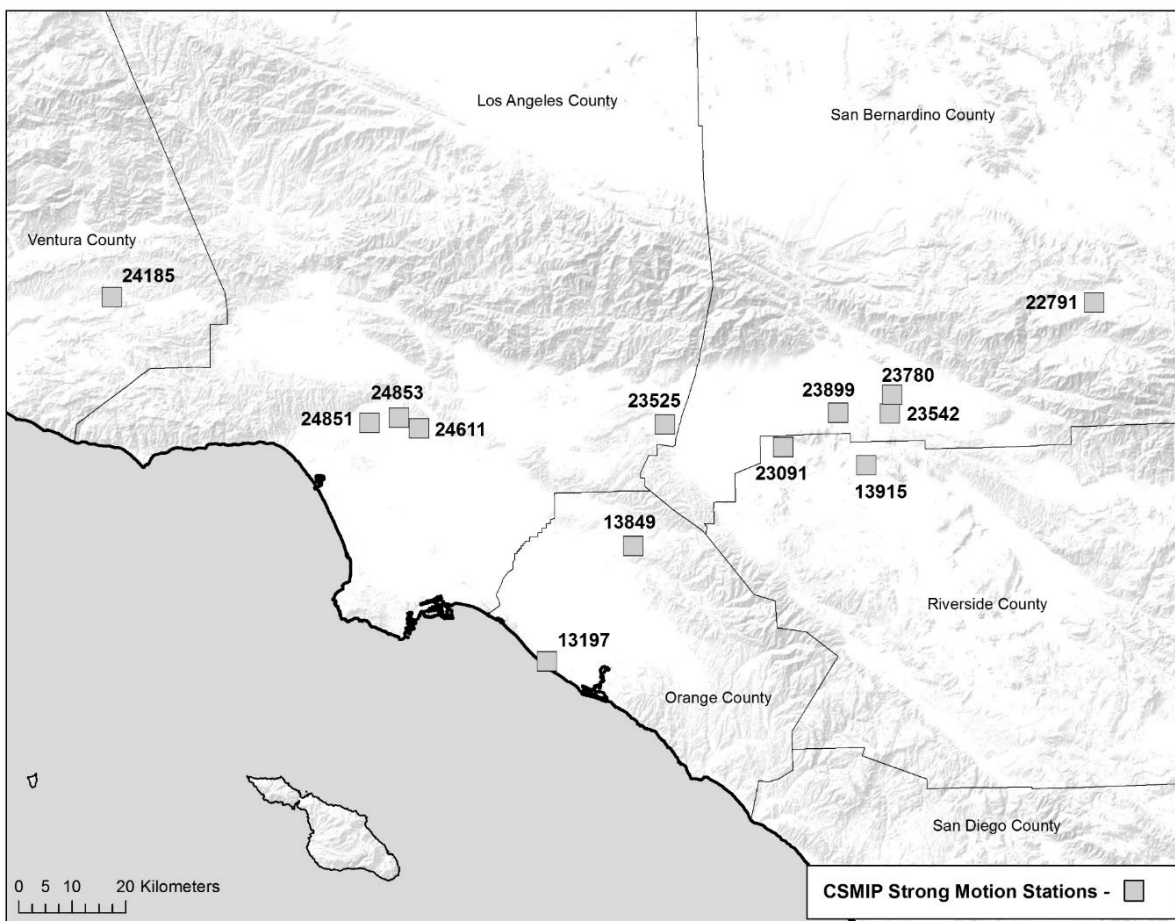 Los Angeles County
San Bernardino County
Ventura County
24185
22791
23780
24853
23525
23899
24851
24611
23542
23091
13915
13849
Riverside County
13197
Orange County
San Diego County
0 5 10 20 Kilometers
CSMIP Strong Motion Stations -